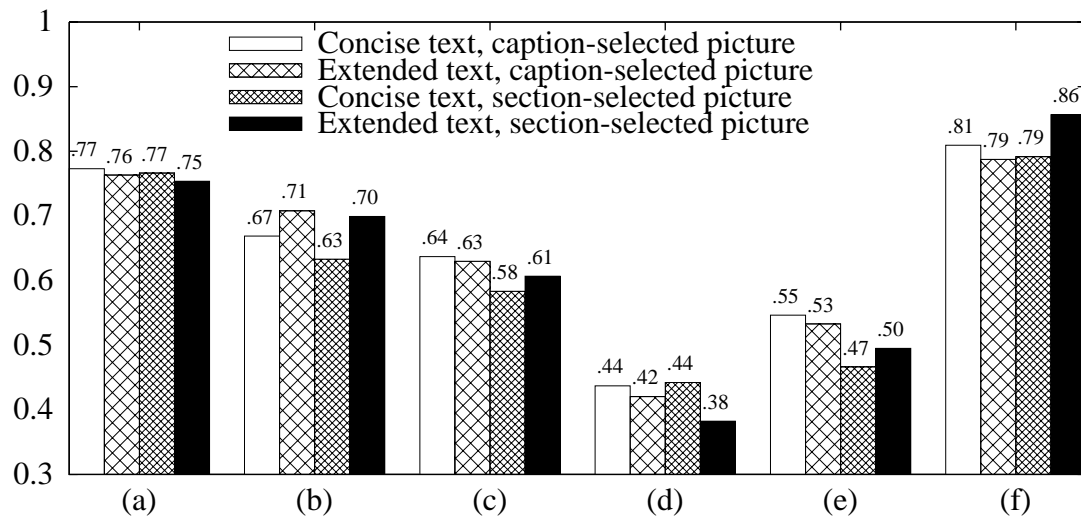 1
0.9
0.8
0.7
0.6
0.5
0.4
0.3
Concise text, caption-selected picture
Extended text, caption-selected picture
Concise text, section-selected picture
Extended text, section-selected picture
.77 .76 .77 .75
.67 .71 .63 .70
.64 .63 .58 .61
.44 .42 .44 .38
.55 .53 .47 .50
.81 .79 .79 .86
(a) (b) (c) (d) (e) (f)